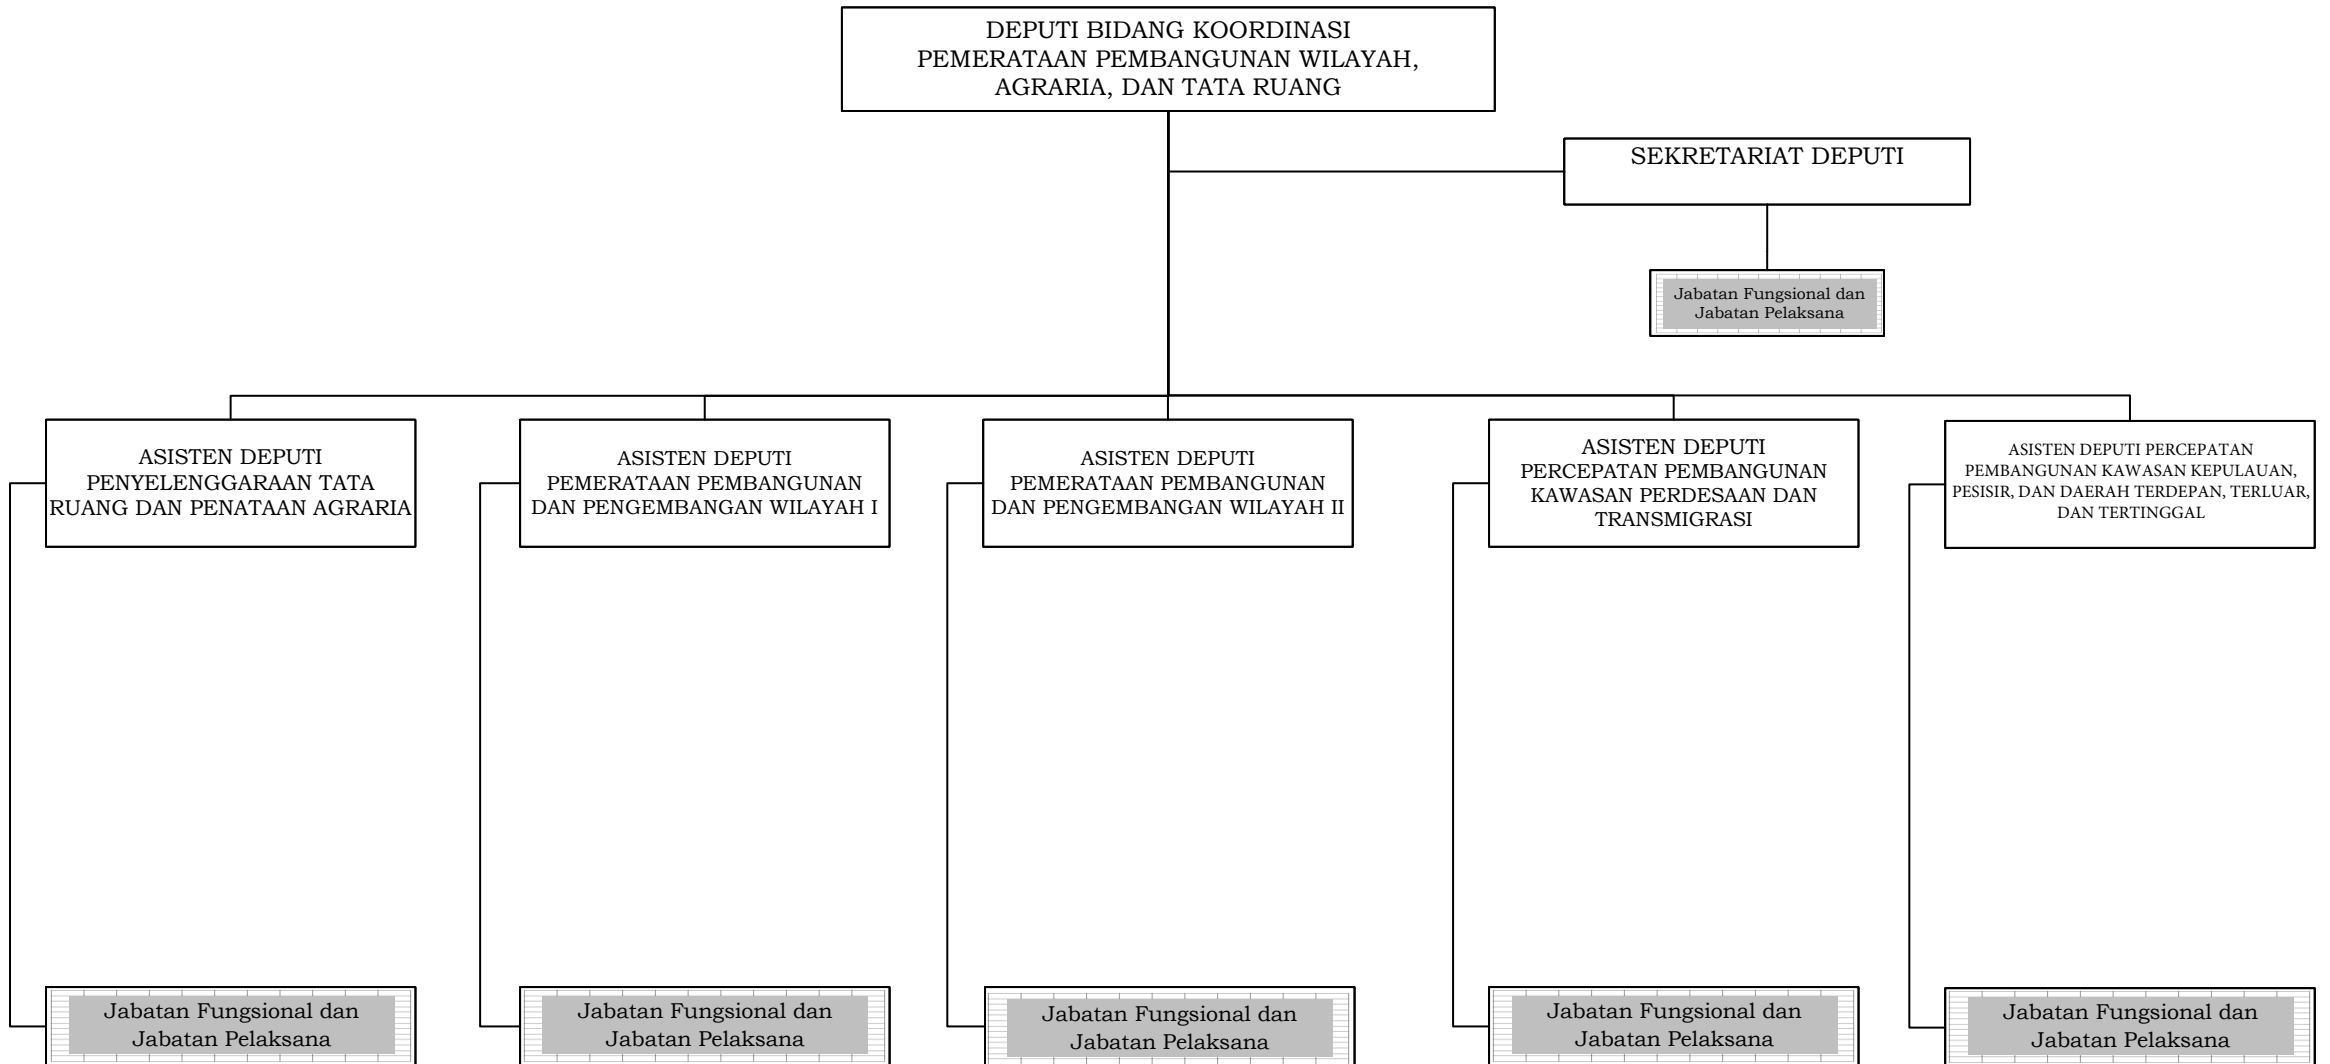 DEPUTI BIDANG KOORDINASI
PEMERATAAN PEMBANGUNAN WILAYAH,
AGRARIA, DAN TATA RUANG
SEKRETARIAT DEPUTI
Jabatan Fungsional dan
Jabatan Pelaksana
ASISTEN DEPUTI
PENYELENGGARAAN TATA
RUANG DAN PENATAAN AGRARIA
ASISTEN DEPUTI
PEMERATAAN PEMBANGUNAN
DAN PENGEMBANGAN WILAYAH I
ASISTEN DEPUTI
PEMERATAAN PEMBANGUNAN
DAN PENGEMBANGAN WILAYAH II
ASISTEN DEPUTI
PERCEPATAN PEMBANGUNAN
KAWASAN PERDESAAN DAN
TRANSMIGRASI
ASISTEN DEPUTI PERCEPATAN
PEMBANGUNAN KAWASAN KEPULAUAN,
PESISIR, DAN DAERAH TERDEPAN, TERLUAR,
DAN TERTINGGAL
Jabatan Fungsional dan
Jabatan Pelaksana
Jabatan Fungsional dan
Jabatan Pelaksana
Jabatan Fungsional dan
Jabatan Pelaksana
Jabatan Fungsional dan
Jabatan Pelaksana
Jabatan Fungsional dan
Jabatan Pelaksana